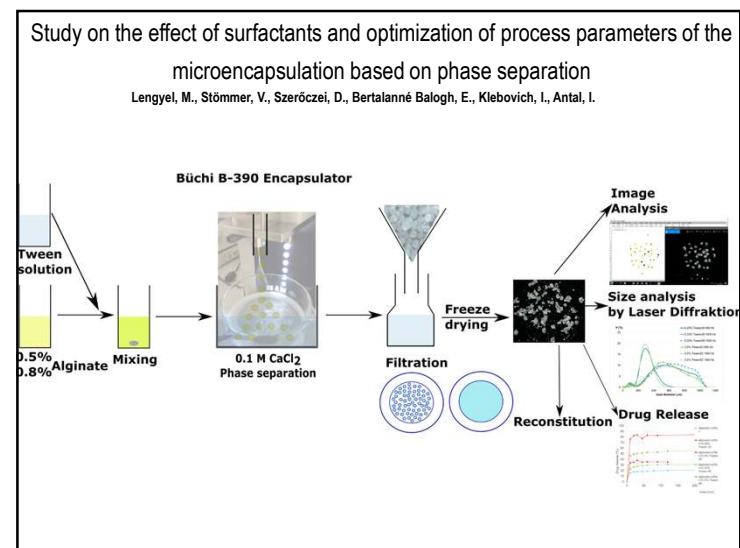 Study on the effect of surfactants and optimization of process parameters of the
microencapsulation based on phase separation
Lengyel, M., Stömmer, V., Szerőczei, D., Bertalanné Balogh, E., Klebovich, I., Antal, I.
Büchi B-390 Encapsulator
Tween
solution
0.5%
0.8%
Alginate
Mixing
0.1 M CaCl₂
Phase separation
Filtration
Freeze
drying
Reconstitution
Image
Analysis
Size analysis
by Laser Diffraktion
Drug Release